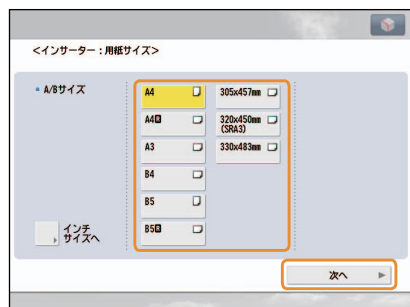 <インサーター：用紙サイズ>
A/Bサイズ
A4
305x457mm
A4R
320x450mm
(SRA3)
A3
330x483mm
B4
B5
B5R
インチ
サイズへ
次へ